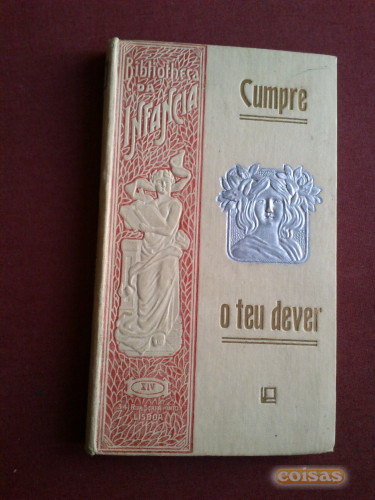 Bibliotheca
DA
INFANCIA
Cumpre
o teu dever
XIV
LISBOA
coisas